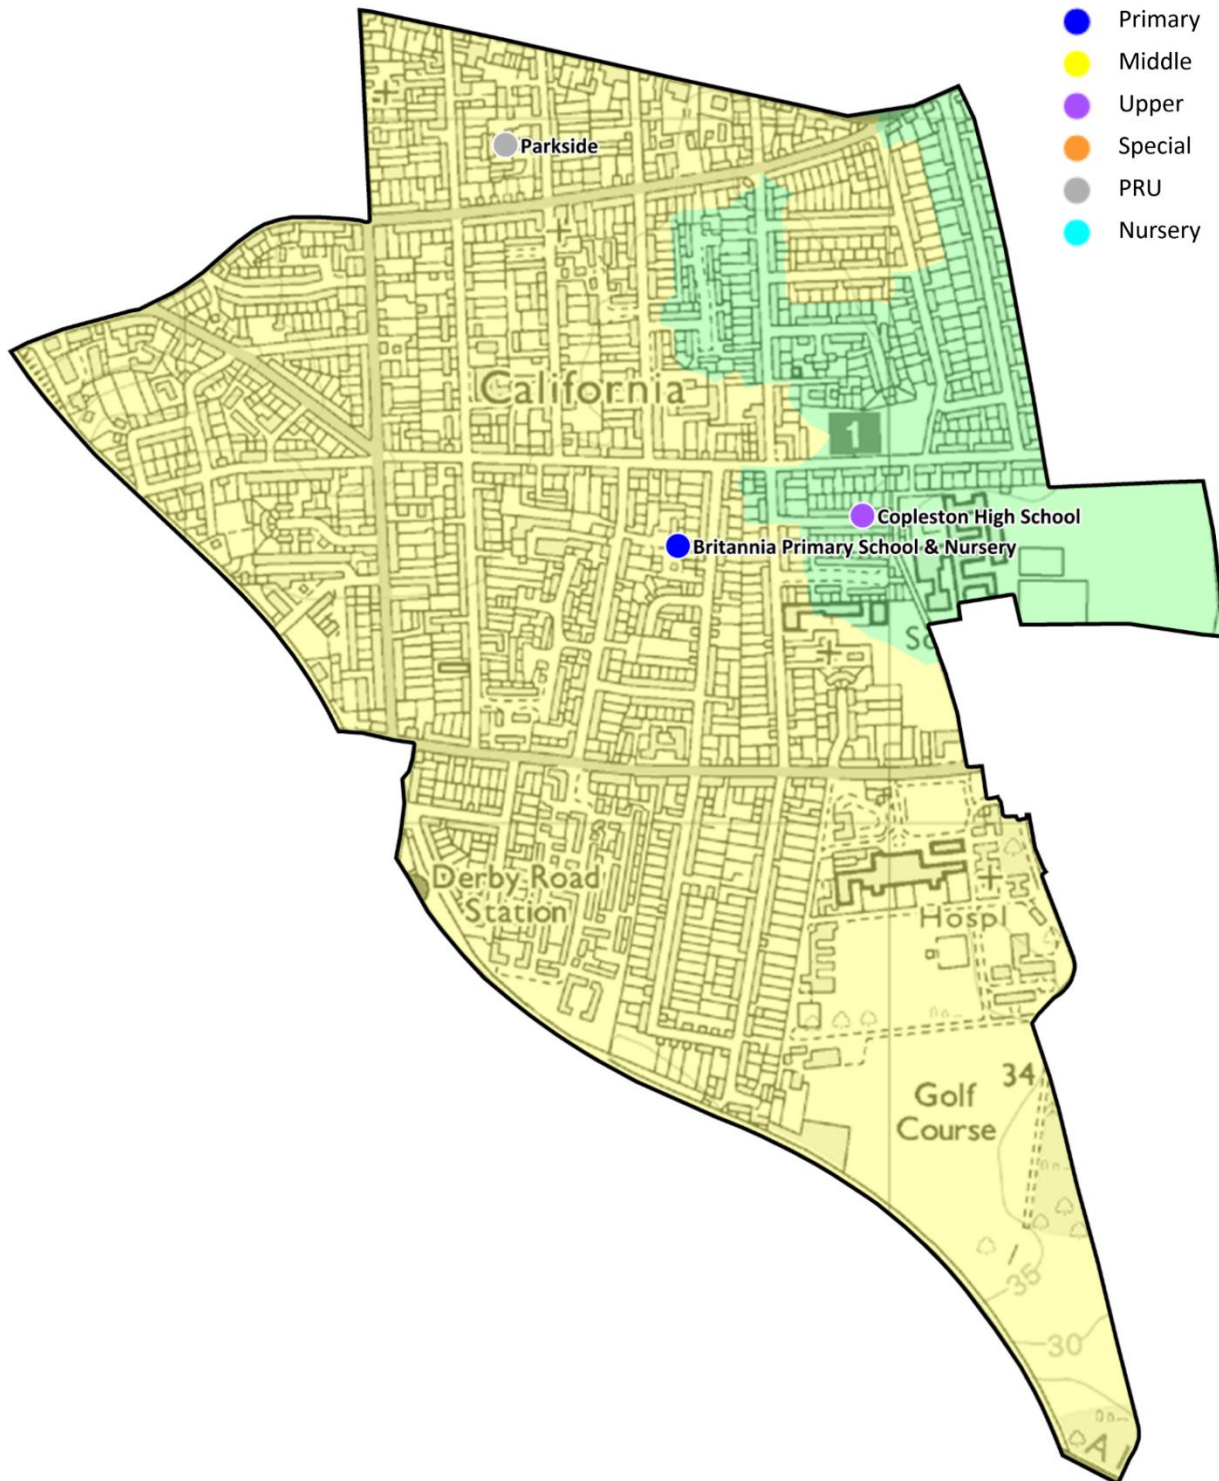 Primary
Middle
Upper
Special
PRU
Nursery
Parkside
California
1
Copleston High School
Britannia Primary School & Nursery
Derby Road
Station
Hospl
34
Golf
Course
35
30